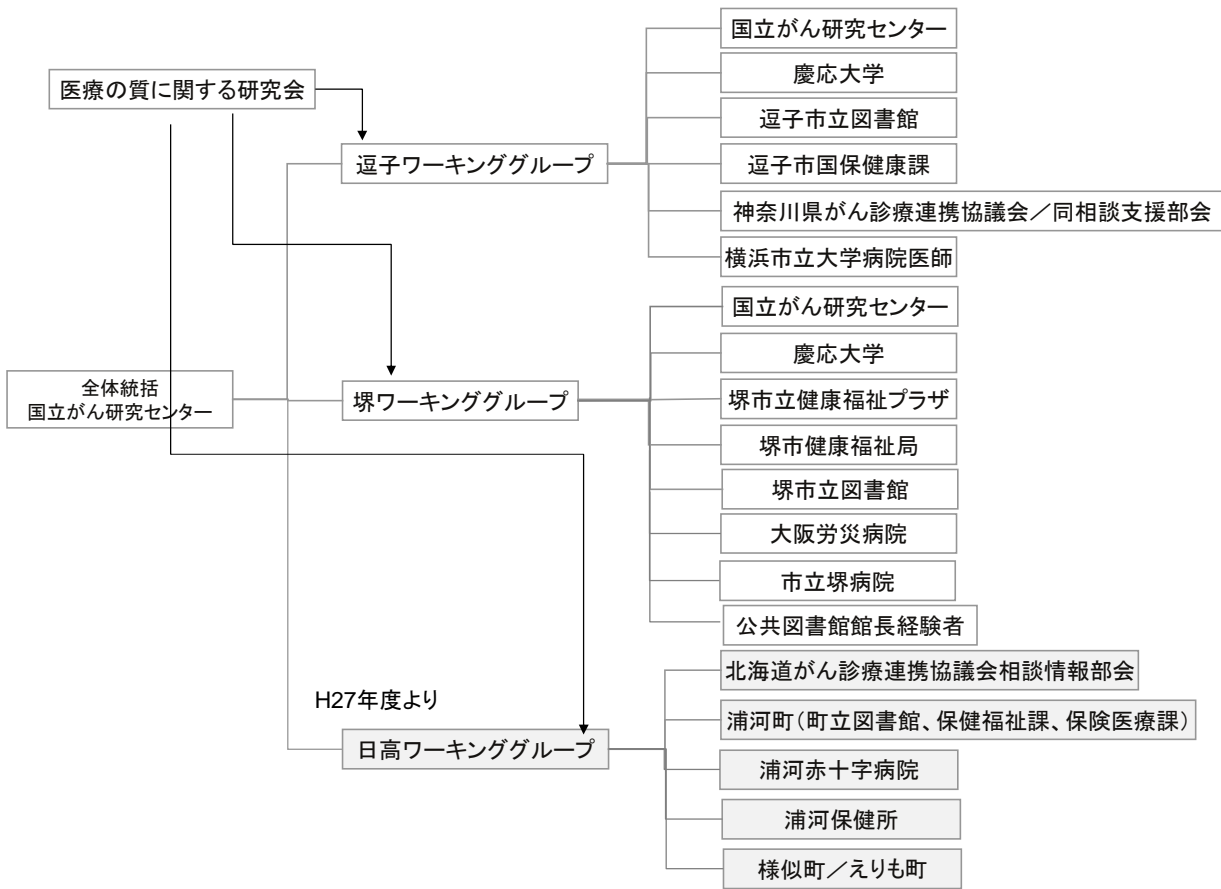 医療の質に関する研究会
全体統括
国立がん研究センター
逗子ワーキンググループ
国立がん研究センター
慶応大学
逗子市立図書館
逗子市国保健康課
神奈川県がん診療連携協議会／同相談支援部会
横浜市立大学病院医師
堺ワーキンググループ
国立がん研究センター
慶応大学
堺市立健康福祉プラザ
堺市健康福祉局
堺市立図書館
大阪労災病院
市立堺病院
公共図書館館長経験者
H27年度より
日高ワーキンググループ
北海道がん診療連携協議会相談情報部会
浦河町（町立図書館、保健福祉課、保険医療課）
浦河赤十字病院
浦河保健所
様似町／えりも町